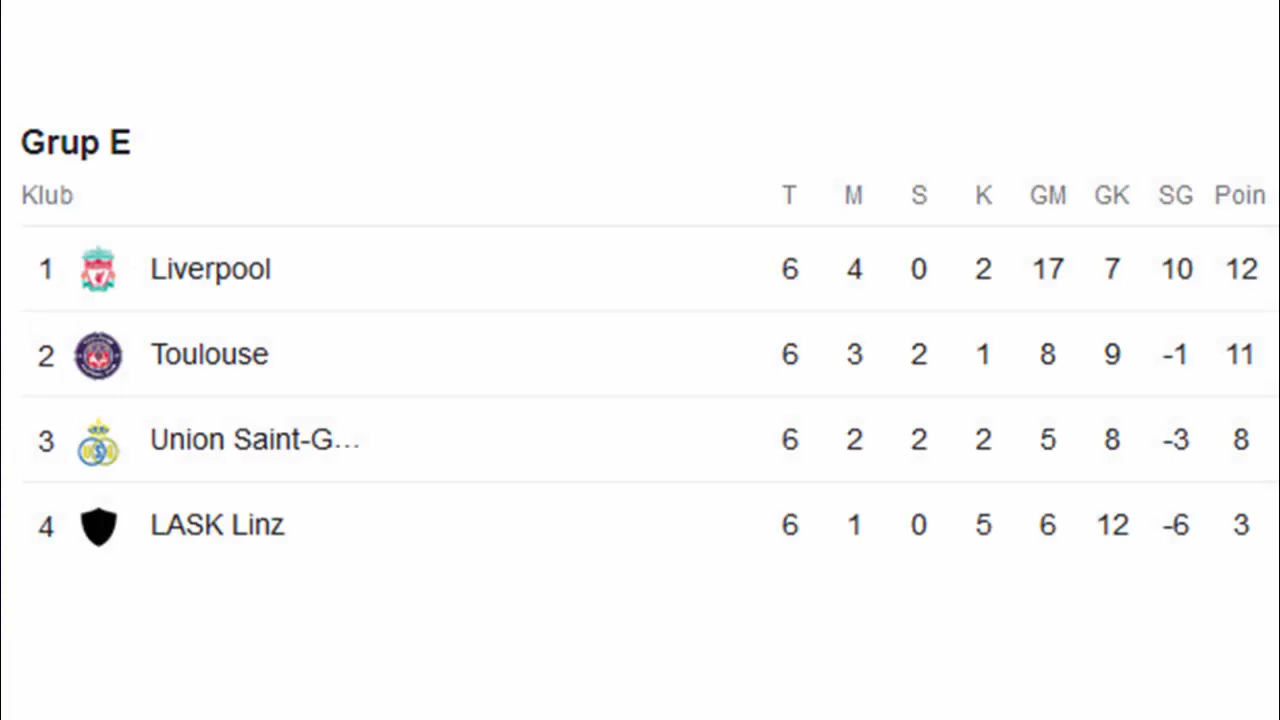 Grup E
Klub T M S K GM GK SG Poin
1 Liverpool 6 4 0 2 17 7 10 12
2 Toulouse 6 3 2 1 8 9 -1 11
3 Union Saint-G... 6 2 2 2 5 8 -3 8
4 LASK Linz 6 1 0 5 6 12 -6 3